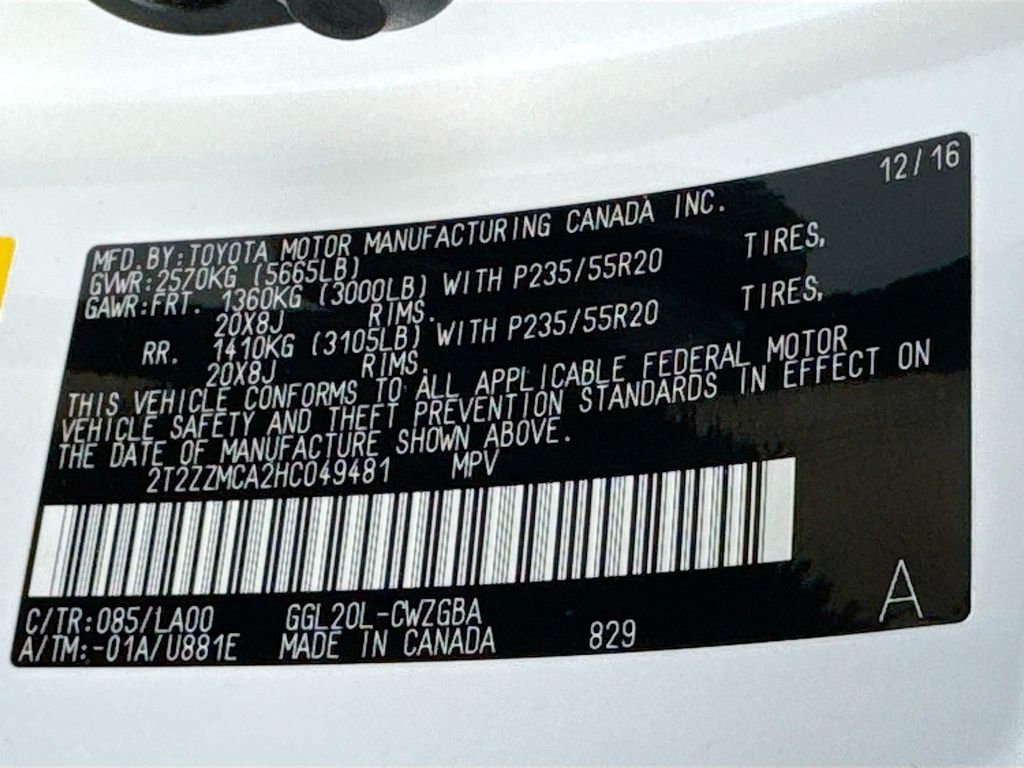 12/16
MFD. BY: TOYOTA MOTOR MANUFACTURING CANADA INC.
GVWR: 2570KG (5665LB)
GAWR: FRT. 1360KG (3000LB) WITH P235/55R20 TIRES,
20X8J RIMS.
RR. 1410KG (3105LB) WITH P235/55R20 TIRES,
20X8J RIMS.
THIS VEHICLE CONFORMS TO ALL APPLICABLE FEDERAL MOTOR
VEHICLE SAFETY AND THEFT PREVENTION STANDARDS IN EFFECT ON
THE DATE OF MANUFACTURE SHOWN ABOVE.
2T2ZZMCA2HC049481 MPV
C/TR: 085/LA00 GGL20L-CWZGBA
A/TM: -01A/U881E MADE IN CANADA 829
A